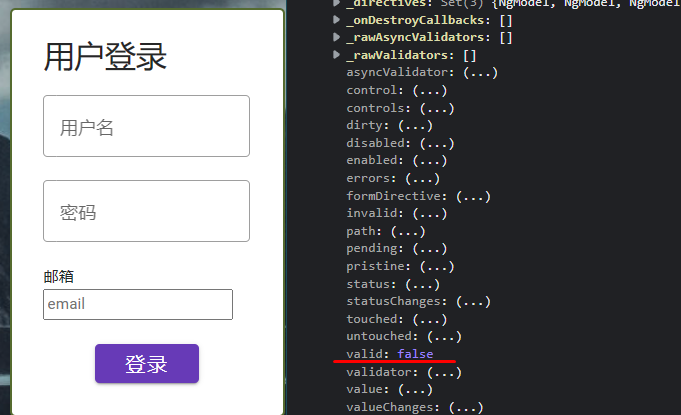 用户登录
用户名
密码
邮箱
email
登录
_directives: Set(3) {NgModel, NgModel, NgModel
_onDestroyCallbacks: []
_rawAsyncValidators: []
_rawValidators: []
asyncValidator: (...)
control: (...)
controls: (...)
dirty: (...)
disabled: (...)
enabled: (...)
errors: (...)
formDirective: (...)
invalid: (...)
path: (...)
pending: (...)
pristine: (...)
status: (...)
statusChanges: (...)
touched: (...)
untouched: (...)
valid: false
validator: (...)
value: (...)
valueChanges: (...)